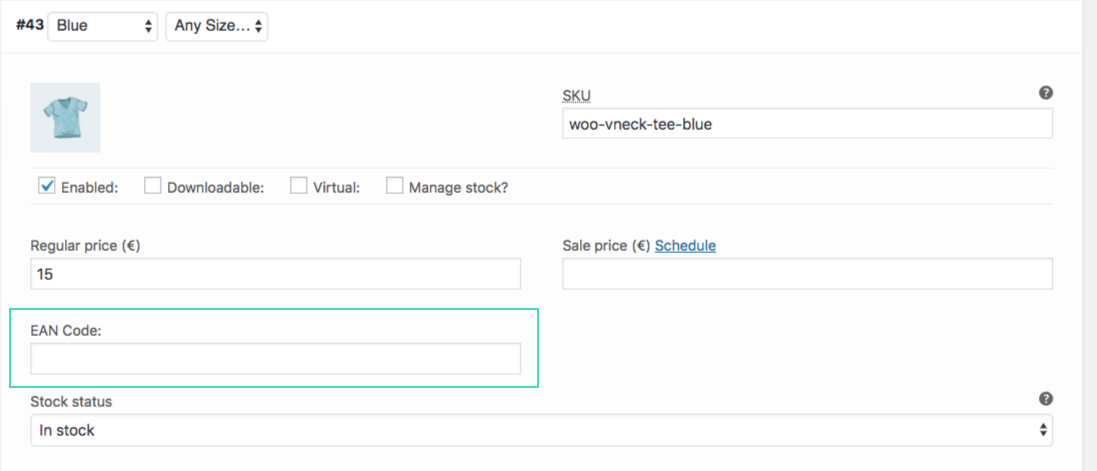 #43 Blue Any Size...
SKU
woo-vneck-tee-blue
Enabled: Downloadable: Virtual: Manage stock?
Regular price (€) Sale price (€) Schedule
15
EAN Code:
Stock status
In stock